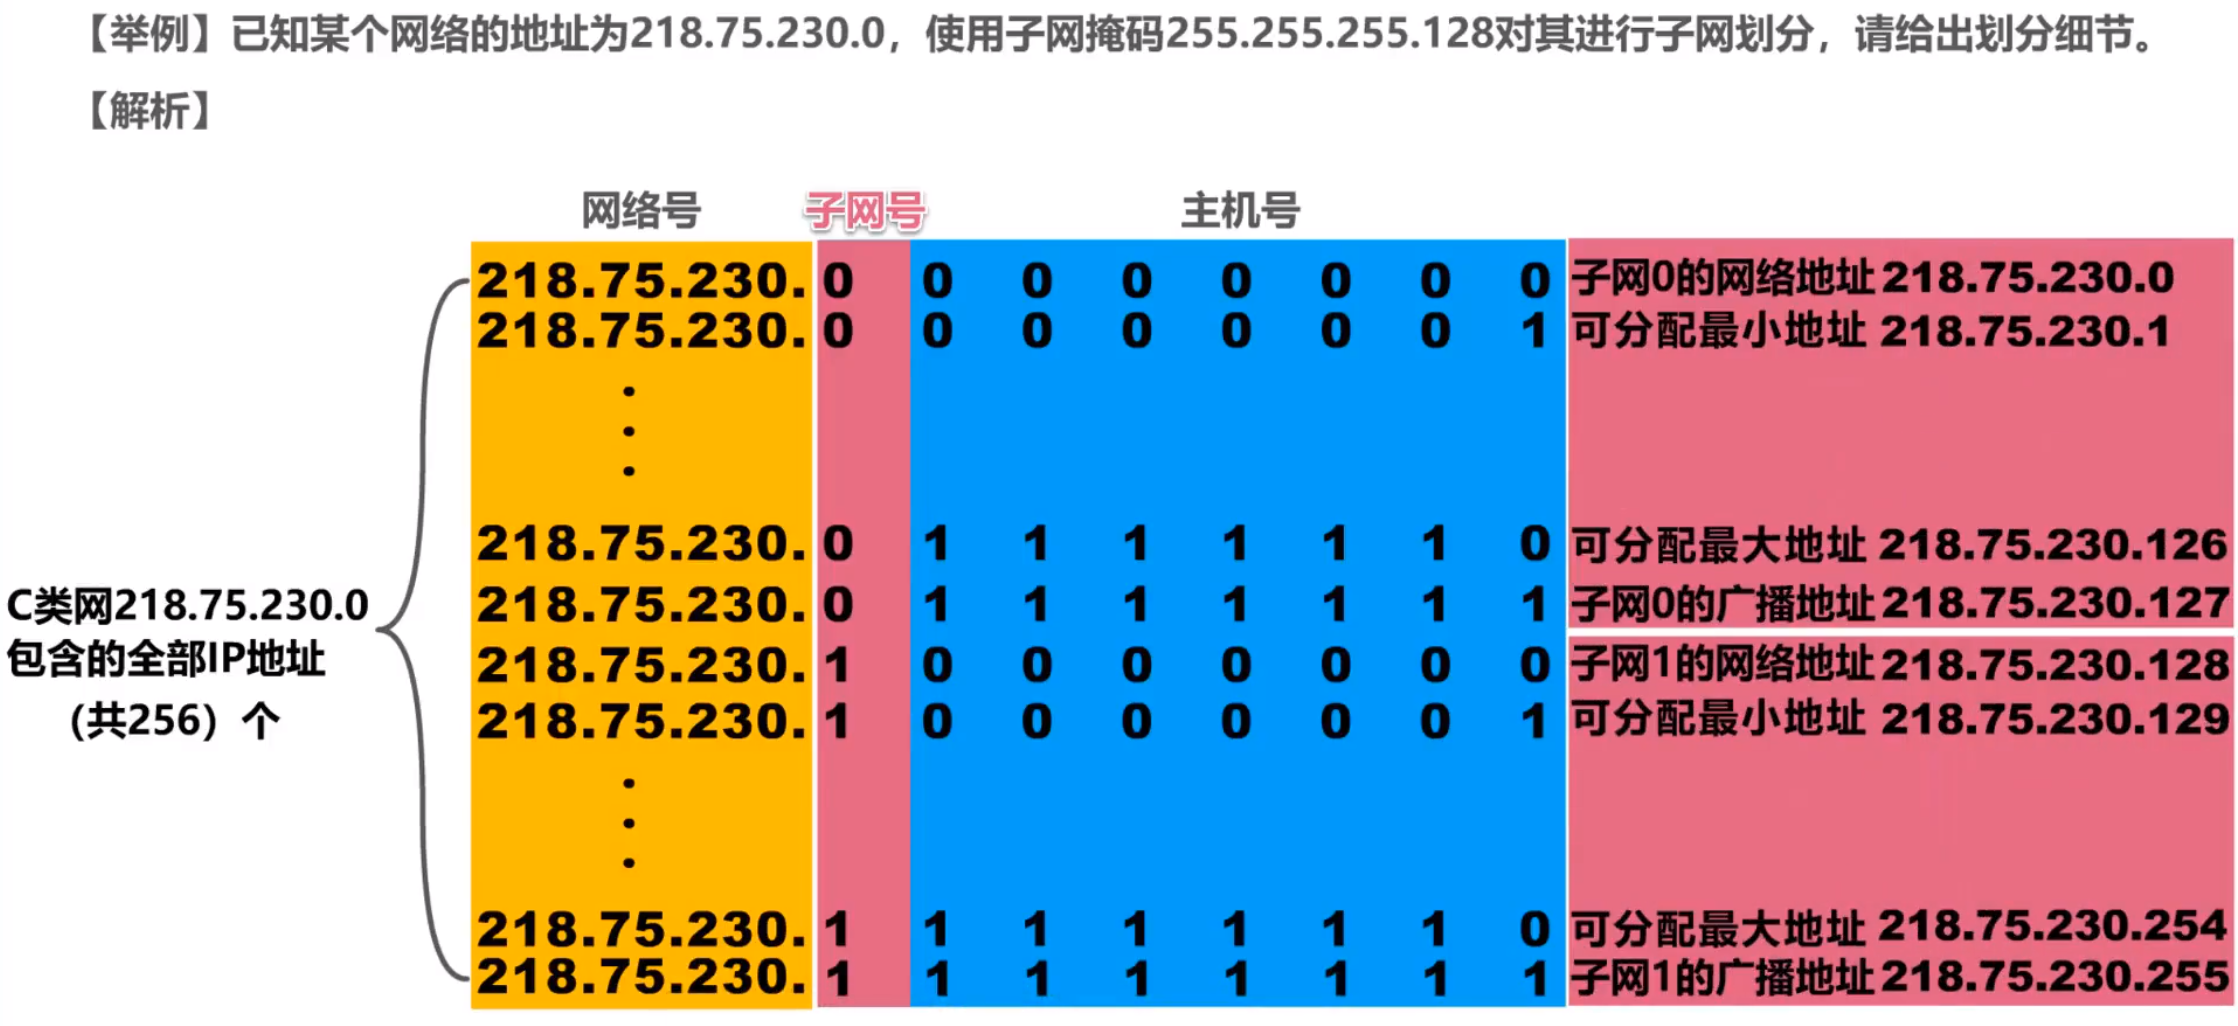 【举例】已知某个网络的地址为218.75.230.0，使用子网掩码255.255.255.128对其进行子网划分，请给出划分细节。
【解析】
网络号 子网号 主机号
218.75.230. 0 0 0 0 0 0 0 0 子网0的网络地址 218.75.230.0
218.75.230. 0 0 0 0 0 0 0 1 可分配最小地址 218.75.230.1
218.75.230. 0 1 1 1 1 1 1 0 可分配最大地址 218.75.230.126
218.75.230. 0 1 1 1 1 1 1 1 子网0的广播地址 218.75.230.127
C类网218.75.230.0
包含的全部IP地址
（共256）个
218.75.230. 1 0 0 0 0 0 0 0 子网1的网络地址 218.75.230.128
218.75.230. 1 0 0 0 0 0 0 1 可分配最小地址 218.75.230.129
218.75.230. 1 1 1 1 1 1 1 0 可分配最大地址 218.75.230.254
218.75.230. 1 1 1 1 1 1 1 1 子网1的广播地址 218.75.230.255